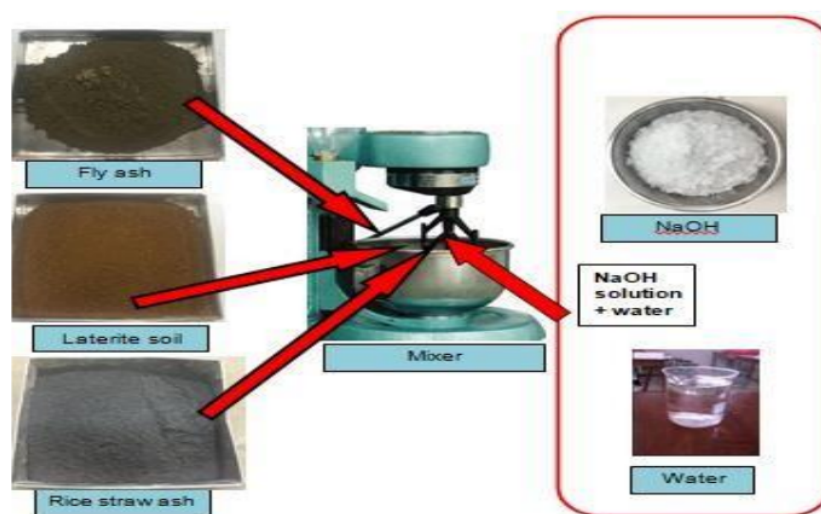 Fly ash
Laterite soil
Rice straw ash
Mixer
NaOH
NaOH
solution
+ water
Water